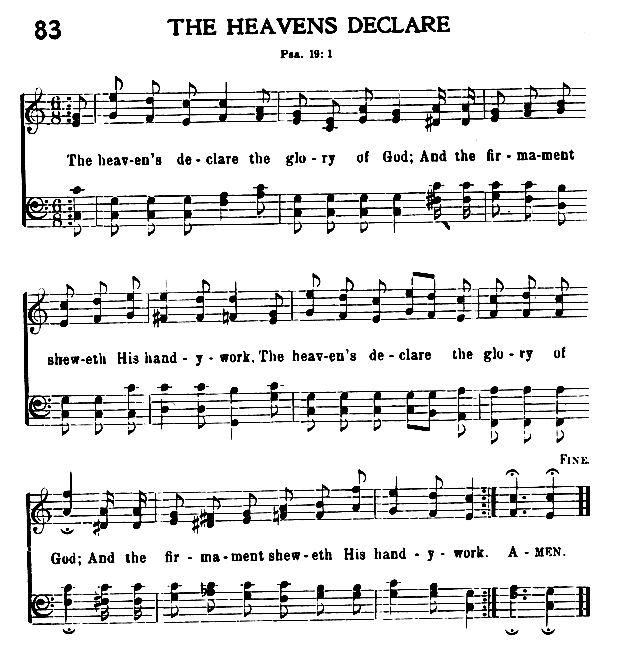 83
THE HEAVENS DECLARE
Psa. 19: 1
The heav-en's de - clare the glo - ry of God; And the fir - ma-ment
shew-eth His hand - y - work, The heav-en's de - clare the glo - ry of
FINE.
God; And the fir - ma - ment shew-eth His hand - y - work. A - MEN.